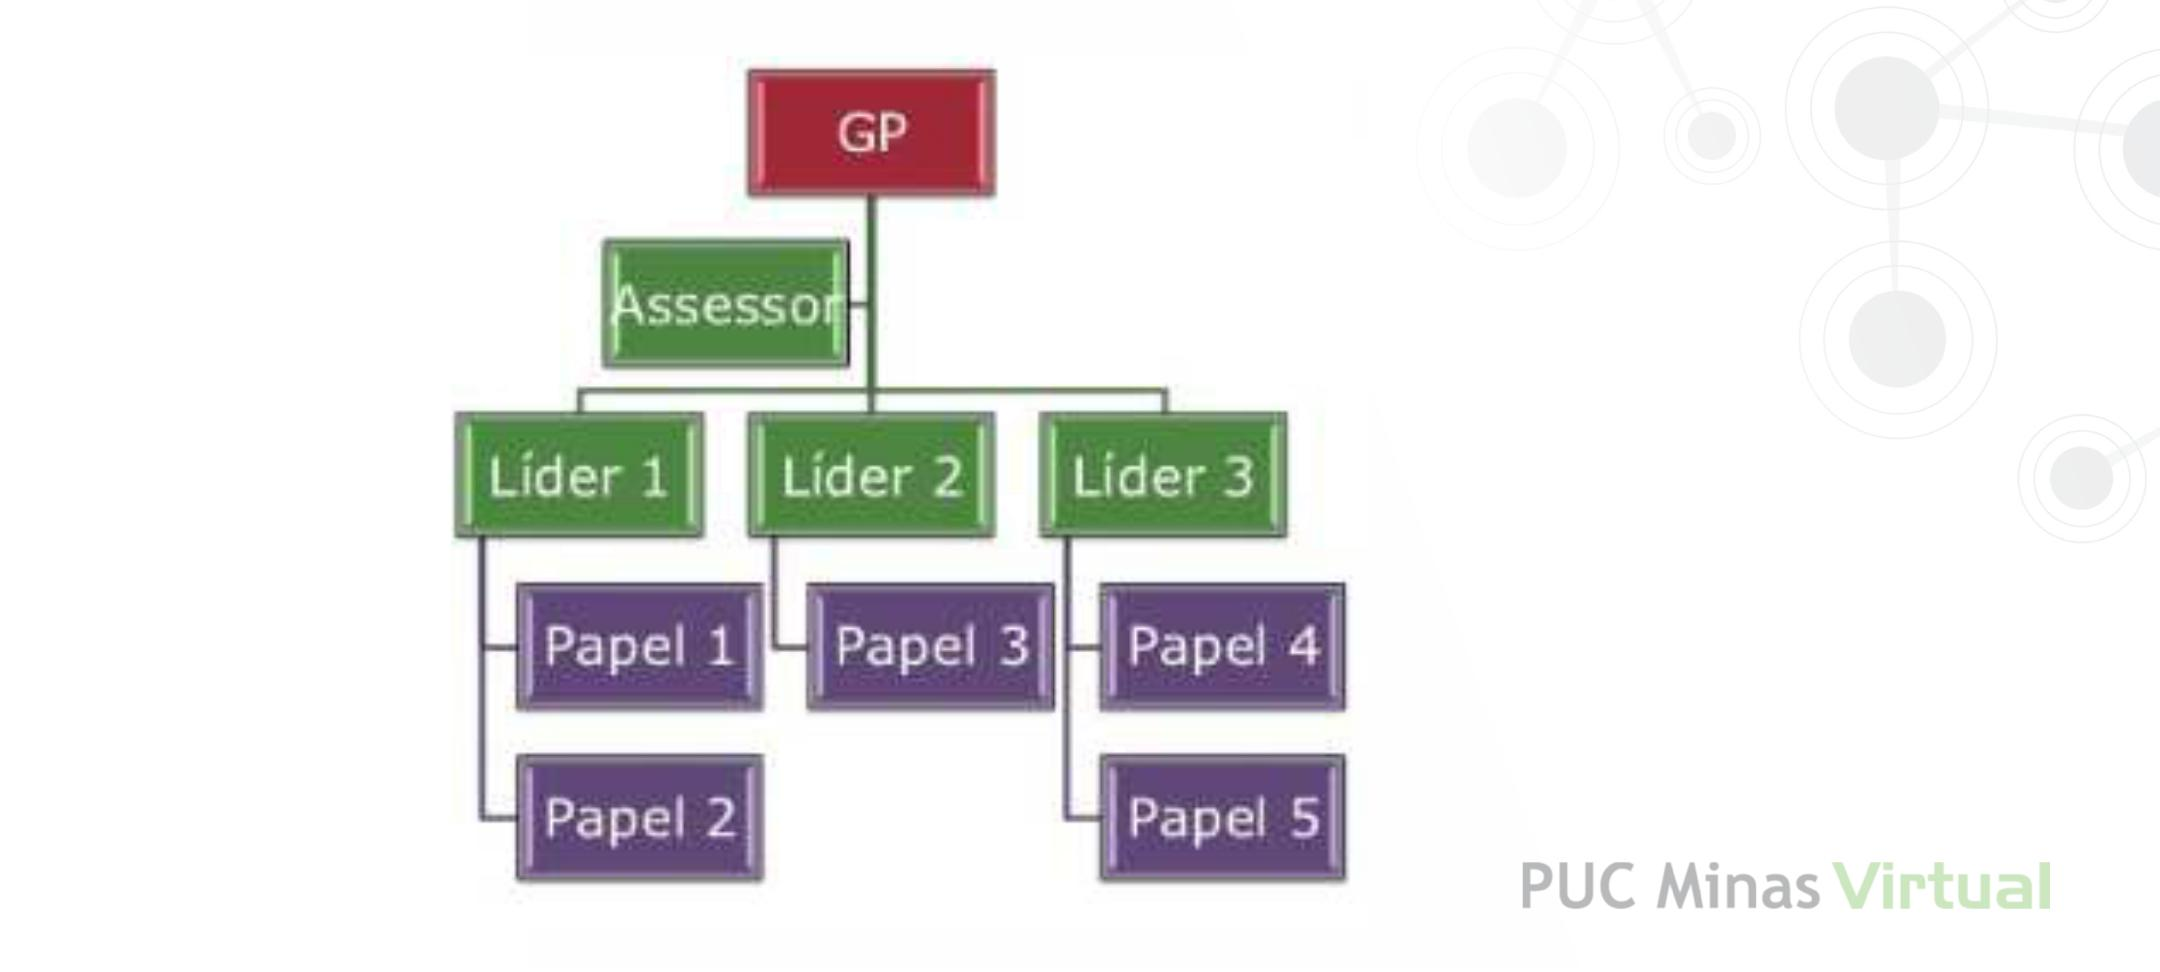 GP
Assessor
Líder 1
Líder 2
Líder 3
Papel 1
Papel 3
Papel 4
Papel 2
Papel 5
PUC Minas Virtual